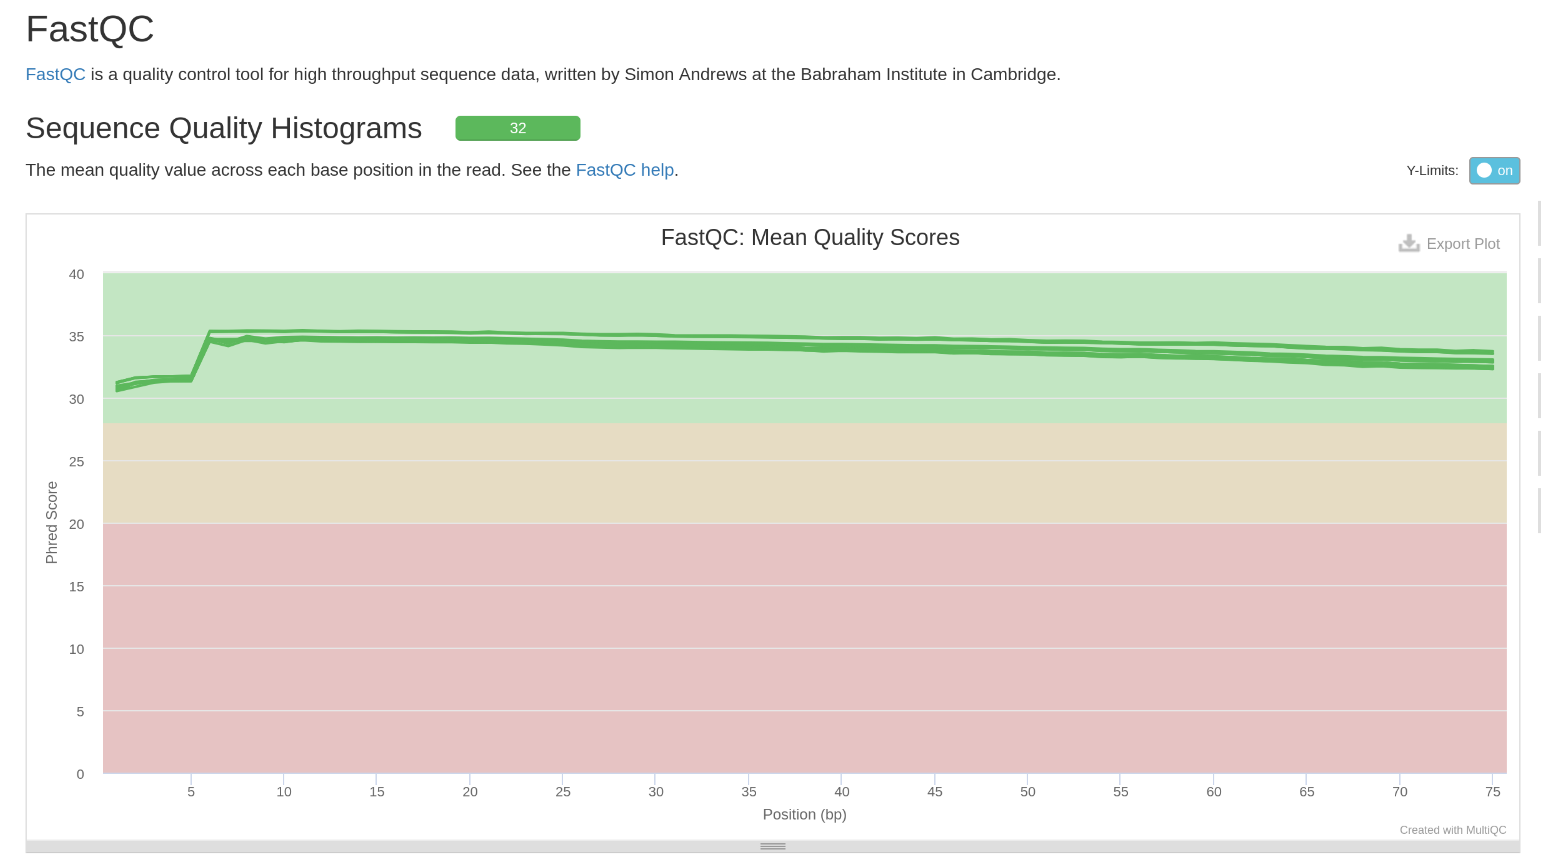 FastQC
FastQC is a quality control tool for high throughput sequence data, written by Simon Andrews at the Babraham Institute in Cambridge.
Sequence Quality Histograms 32
The mean quality value across each base position in the read. See the FastQC help.
Y-Limits: on
FastQC: Mean Quality Scores
Export Plot
40
35
30
25
20
15
10
5
0
Phred Score
5 10 15 20 25 30 35 40 45 50 55 60 65 70 75
Position (bp)
Created with MultiQC